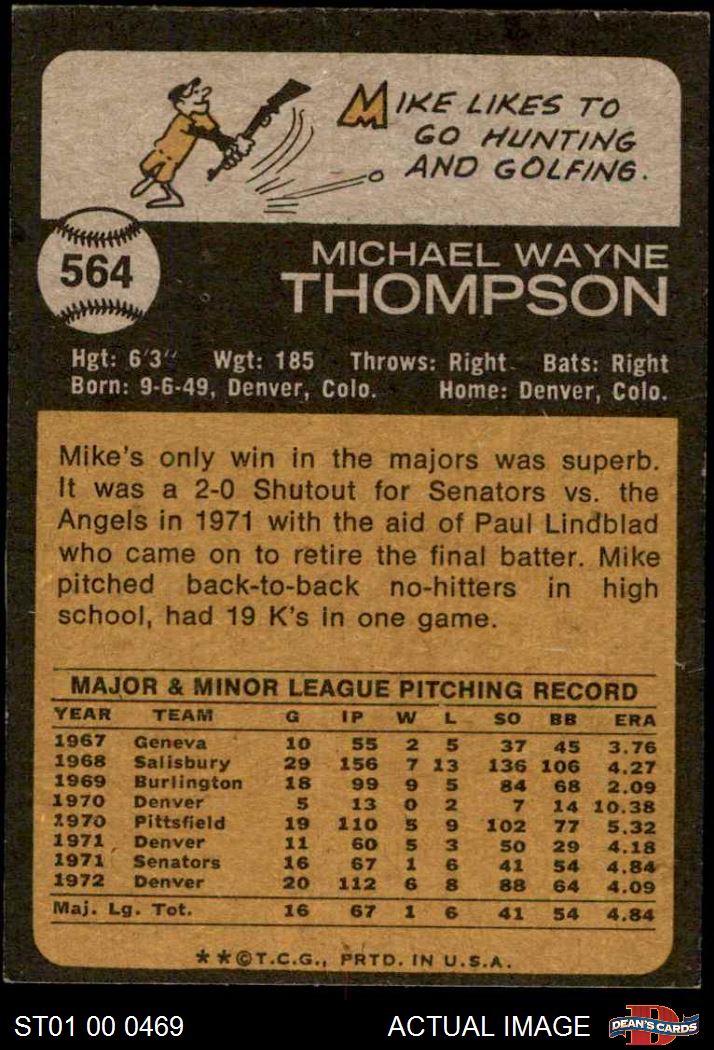 MIKE LIKES TO
GO HUNTING
AND GOLFING.
564
MICHAEL WAYNE
THOMPSON
Hgt: 6'3" Wgt: 185 Throws: Right Bats: Right
Born: 9-6-49, Denver, Colo. Home: Denver, Colo.
Mike's only win in the majors was superb.
It was a 2-0 Shutout for Senators vs. the
Angels in 1971 with the aid of Paul Lindblad
who came on to retire the final batter. Mike
pitched back-to-back no-hitters in high
school, had 19 K's in one game.
MAJOR & MINOR LEAGUE PITCHING RECORD
YEAR TEAM G IP W L SO BB ERA
1967 Geneva 10 55 2 5 37 45 3.76
1968 Salisbury 29 156 7 13 136 106 4.27
1969 Burlington 18 99 9 5 84 68 2.09
1970 Denver 5 13 0 2 7 14 10.38
1970 Pittsfield 19 110 5 9 102 77 5.32
1971 Denver 11 60 5 3 50 29 4.18
1971 Senators 16 67 1 6 41 54 4.84
1972 Denver 20 112 6 8 88 64 4.09
Maj. Lg. Tot. 16 67 1 6 41 54 4.84
**©T.C.G., PRTD. IN U.S.A.
ST01 00 0469 ACTUAL IMAGE D DEAN'S CARDS